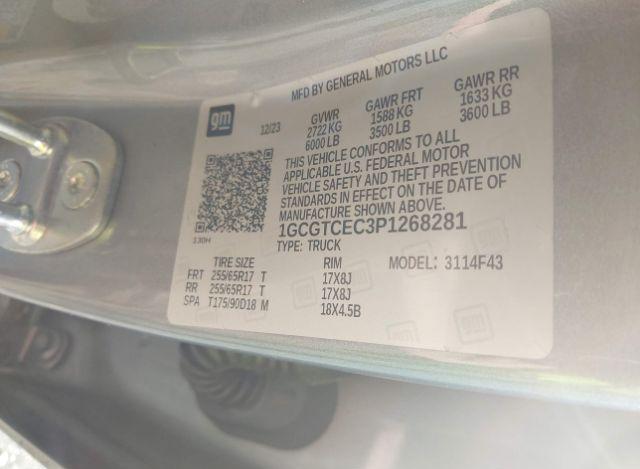 MFD BY GENERAL MOTORS LLC
gm
12/23
GVWR GAWR FRT GAWR RR
2722 KG 1588 KG 1633 KG
6000 LB 3500 LB 3600 LB
THIS VEHICLE CONFORMS TO ALL
APPLICABLE U.S. FEDERAL MOTOR
VEHICLE SAFETY AND THEFT PREVENTION
STANDARDS IN EFFECT ON THE DATE OF
MANUFACTURE SHOWN ABOVE.
1GCGTCEC3P1268281
130H
TYPE: TRUCK
TIRE SIZE RIM MODEL: 3114F43
FRT 255/65R17 T 17X8J
RR 255/65R17 T 17X8J
SPA T175/90D18 M 18X4.5B